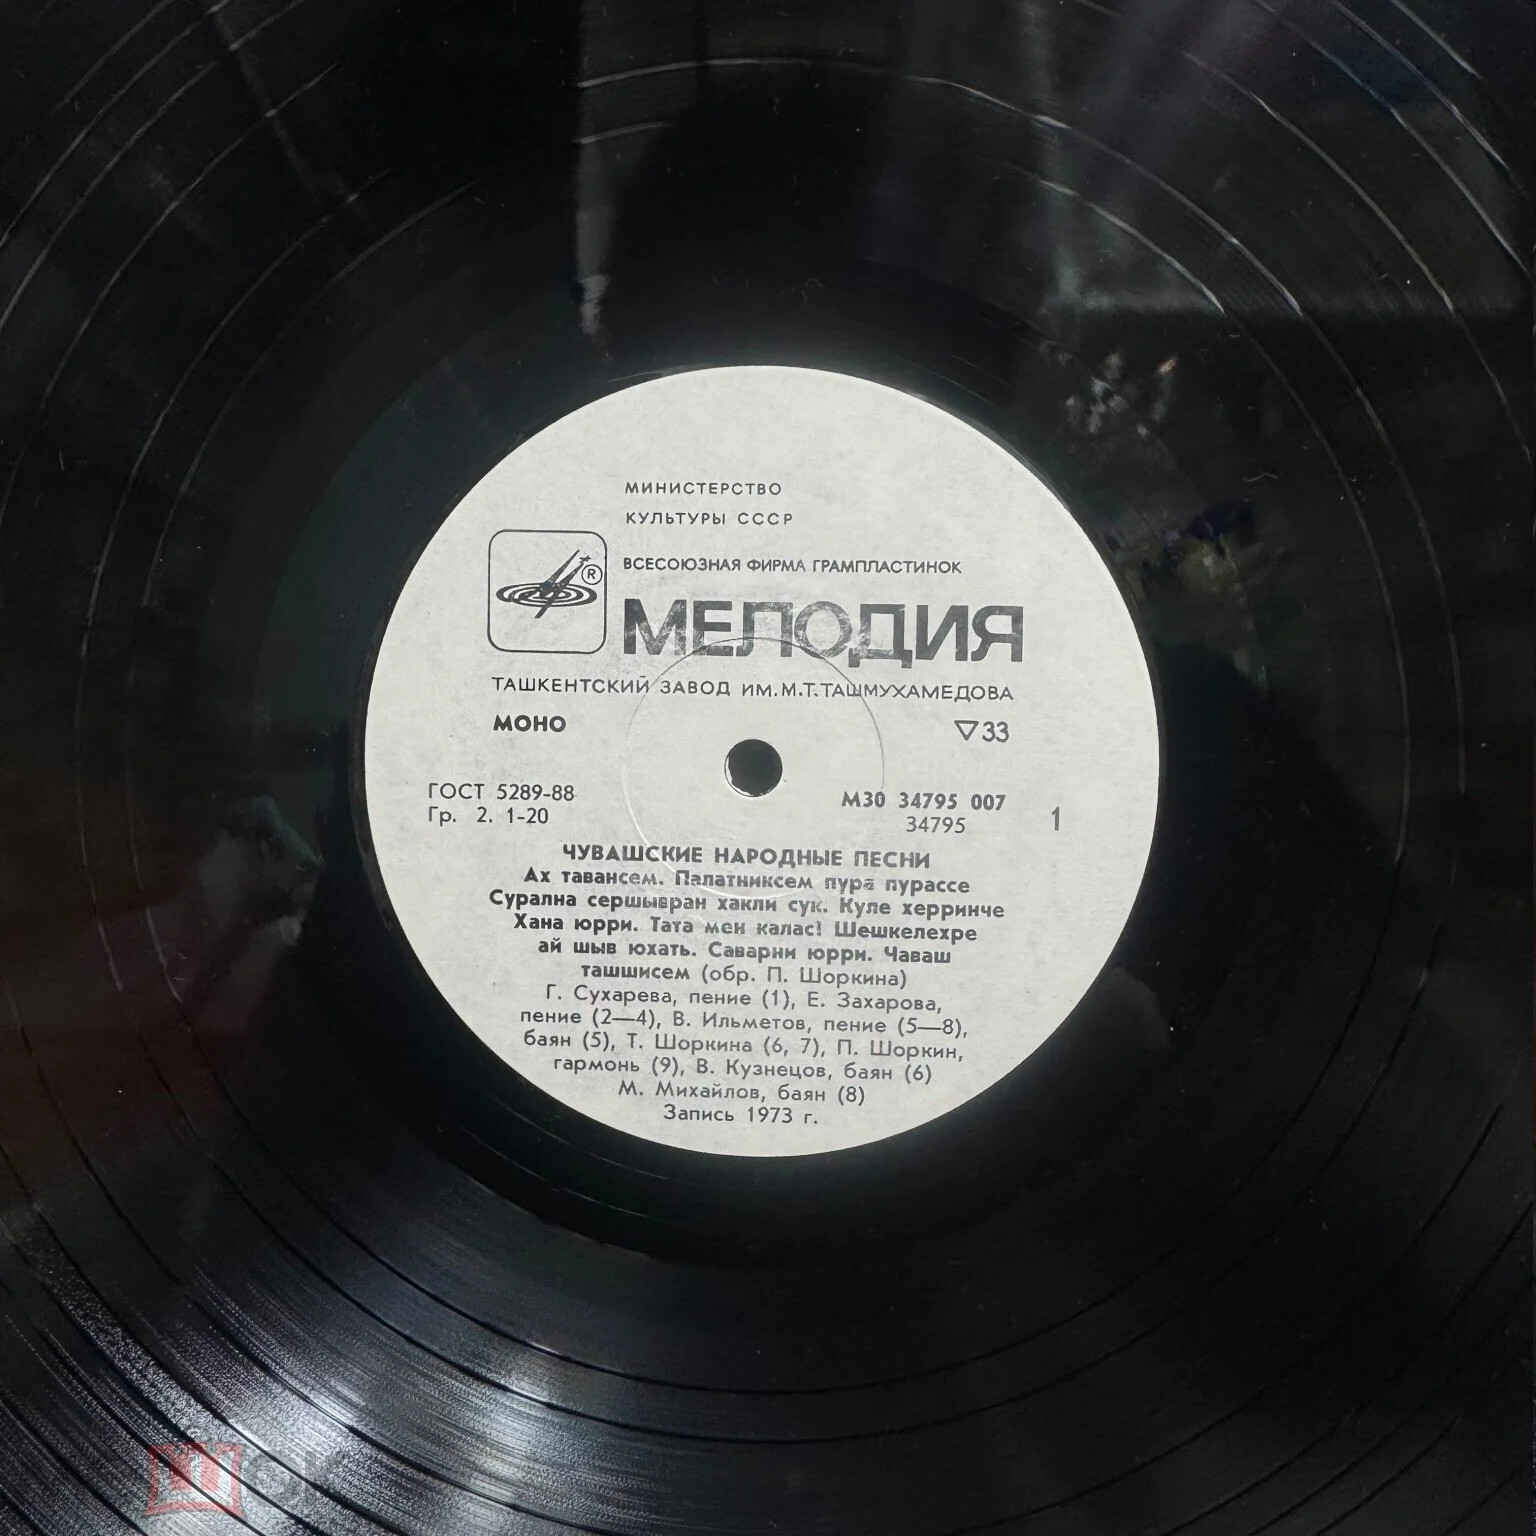 МИНИСТЕРСТВО
КУЛЬТУРЫ СССР
ВСЕСОЮЗНАЯ ФИРМА ГРАМПЛАСТИНОК
®
МЕЛОДИЯ
ТАШКЕНТСКИЙ ЗАВОД ИМ.М.Т.ТАШМУХАМЕДОВА
МОНО
▽33
ГОСТ 5289-88
Гр. 2. 1-20
М30 34795 007
34795
1
ЧУВАШСКИЕ НАРОДНЫЕ ПЕСНИ
Ах тавансем. Палатниксем пура пурассе
Сурална сершывран хакли сук. Куле херринче
Хана юрри. Тата мен калас! Шешкелехре
ай шыв юхать. Саварни юрри. Чаваш
ташшисем (обр. П. Шоркина)
Г. Сухарева, пение (1), Е. Захарова,
пение (2—4), В. Ильметов, пение (5—8),
баян (5), Т. Шоркина (6, 7), П. Шоркин,
гармонь (9), В. Кузнецов, баян (6)
М. Михайлов, баян (8)
Запись 1973 г.